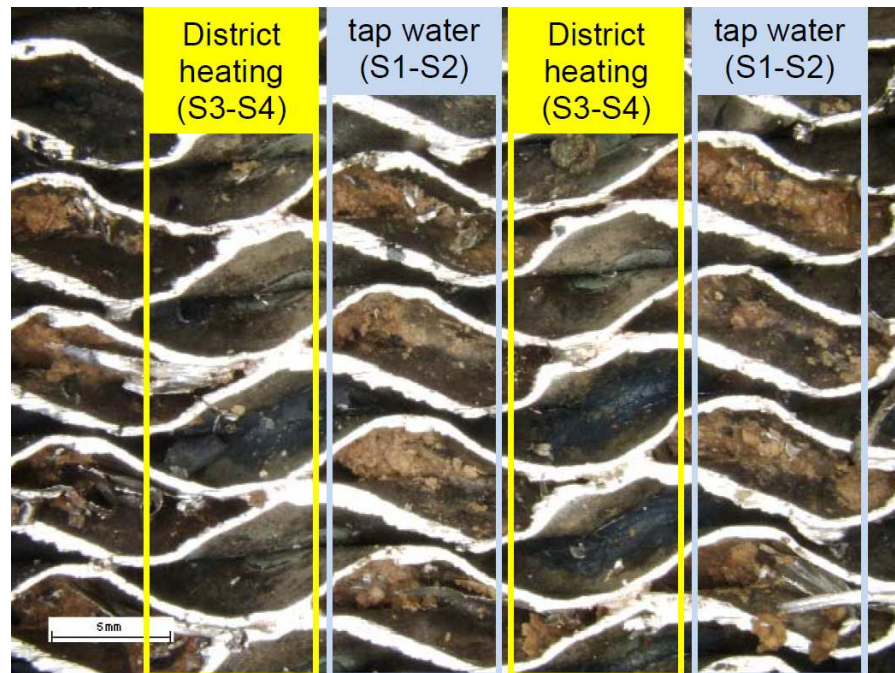 District
heating
(S3-S4)
tap water
(S1-S2)
District
heating
(S3-S4)
tap water
(S1-S2)
5mm